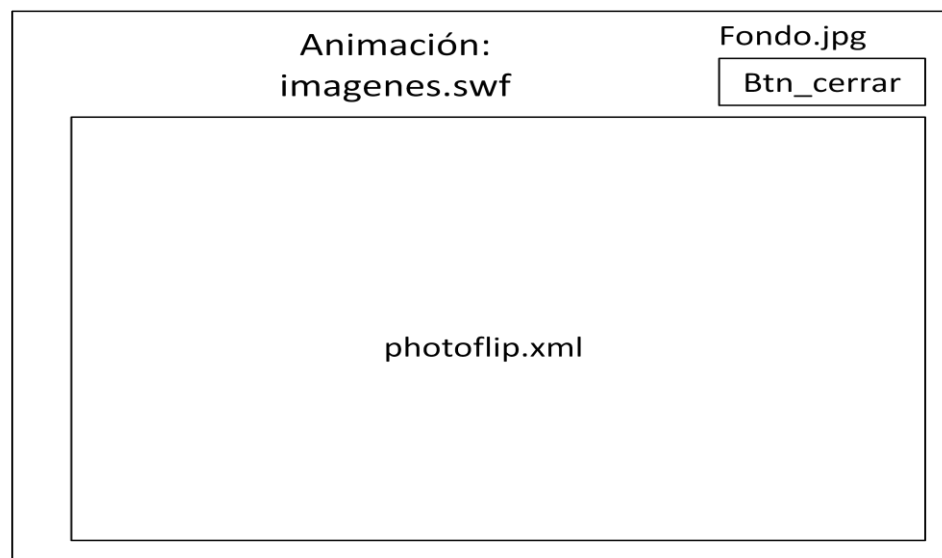 Animación:
imagenes.swf
Fondo.jpg
Btn_cerrar
photoflip.xml